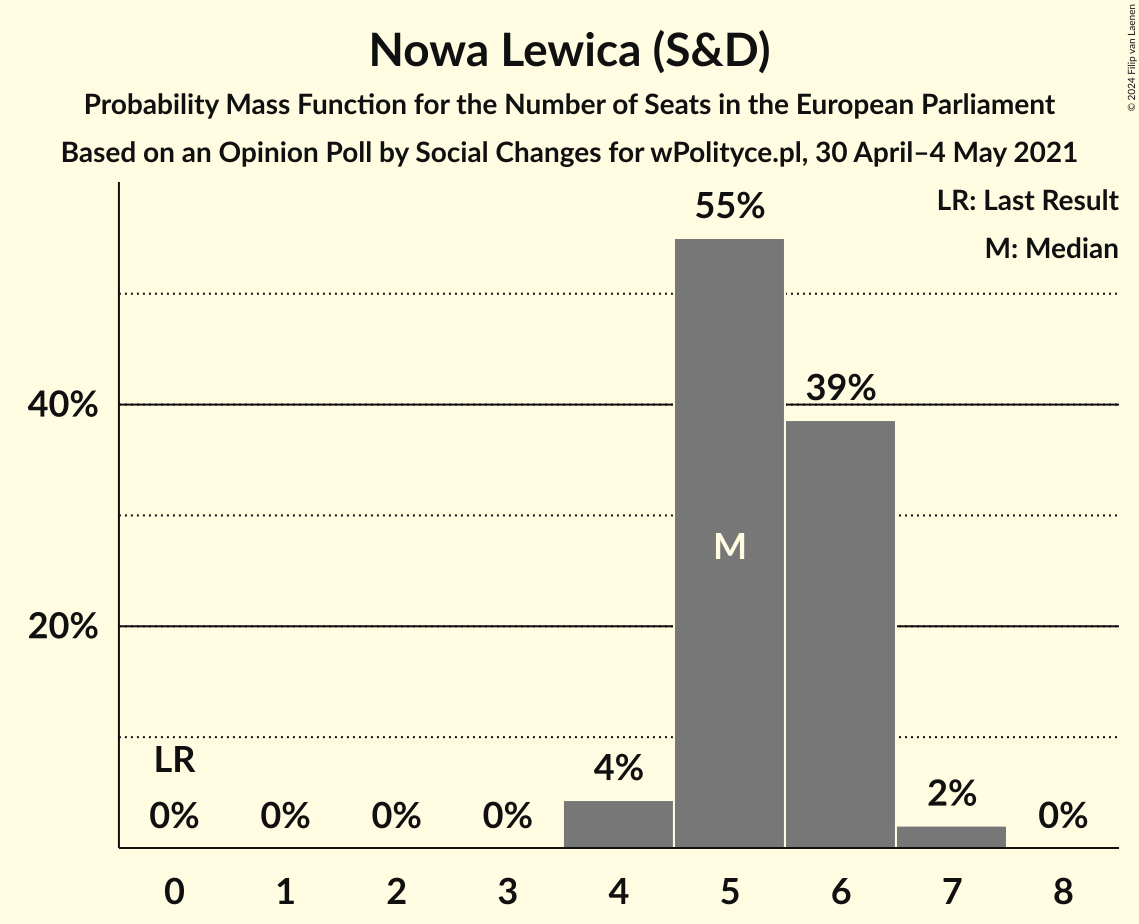 Nowa Lewica (S&D)
Probability Mass Function for the Number of Seats in the European Parliament
Based on an Opinion Poll by Social Changes for wPolityce.pl, 30 April–4 May 2021
© 2024 Filip van Laenen
LR: Last Result
M: Median
55%
40%
39%
M
20%
LR
0%
0%
0%
0%
4%
2%
0%
0 1 2 3 4 5 6 7 8